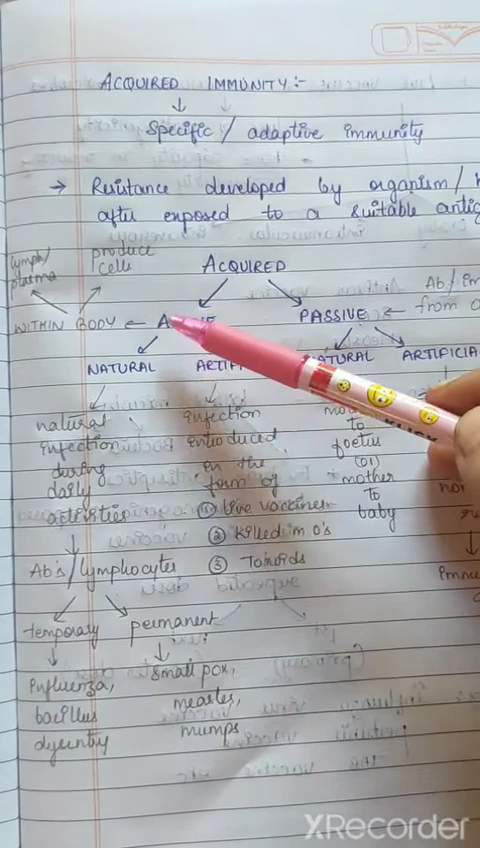 ACQUIRED IMMUNITY :-
Specific / adaptive immunity
→ Resistance developed by organism /
after exposed to a suitable
lymph/ plasma
produce cells
ACQUIRED
WITHIN BODY ←
PASSIVE ← Ab/
from
NATURAL
ARTIFICIA
natural
infection
during
daily
activities
infection
introduced
in the
form of
① Live vaccines
② Killed m.o's
③ Toxoids
to
foetus
(or)
mother
to
baby
Ab's / lymphocytes
temporary
permanent
Influenza,
bacillus
dysentry
Small pox,
measles,
mumps
XRecorder